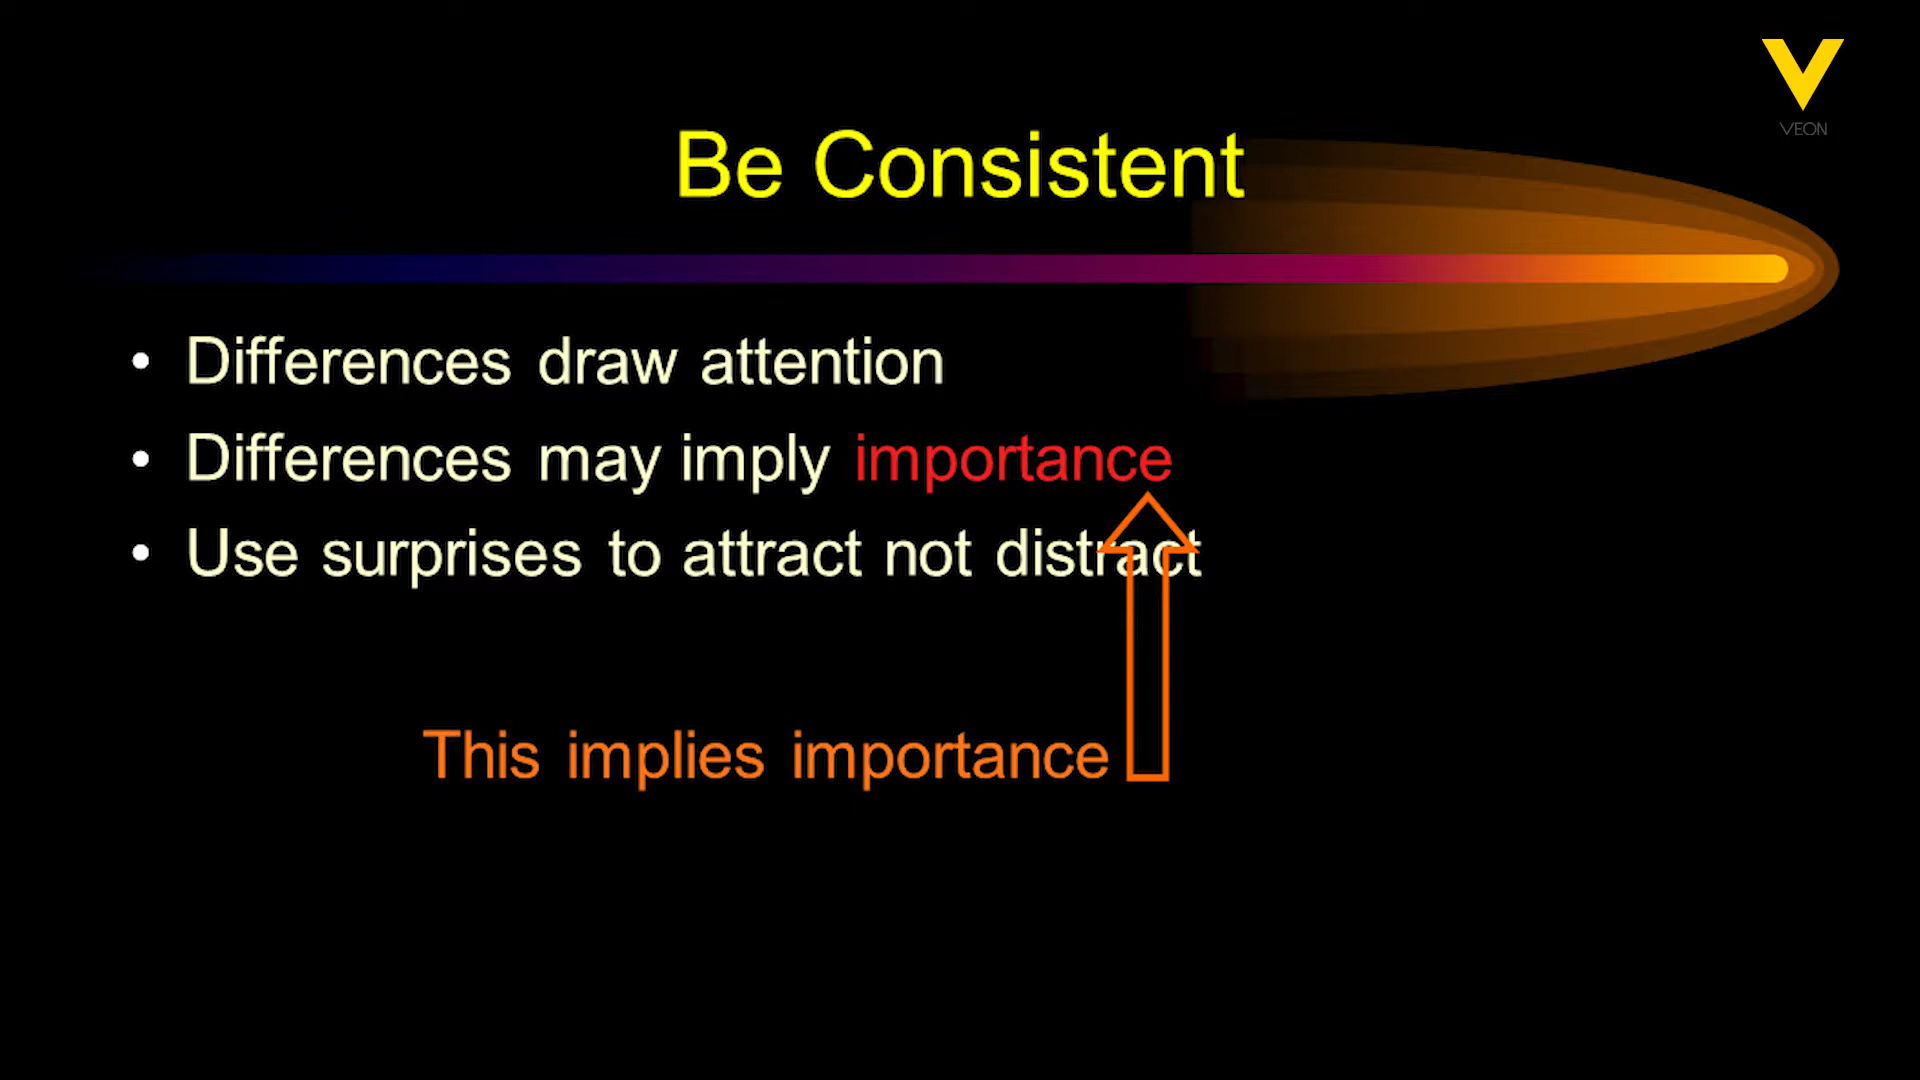 VEON
Be Consistent
• Differences draw attention
• Differences may imply importance
• Use surprises to attract not distract
This implies importance